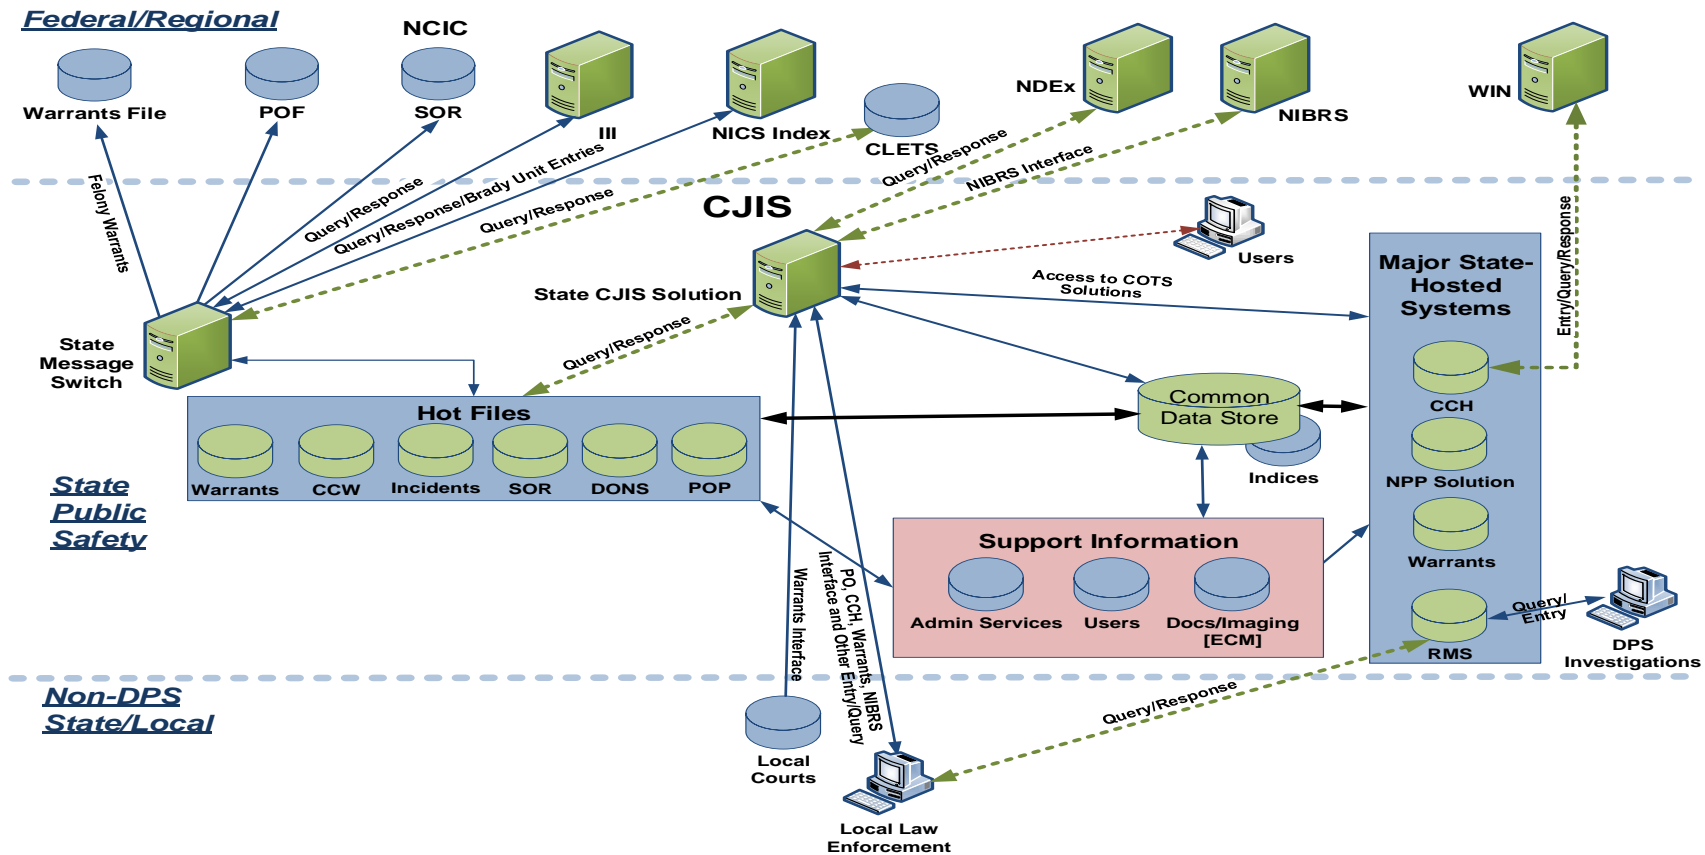 Federal/Regional
NCIC
Warrants File
POF
SOR
III
NICS Index
CLETS
NDEx
NIBRS
WIN
Felony Warrants
Query/Response
Query/Response/Brady Unit Entries
Query/Response
Query/Response
NIBRS Interface
Entry/Query/Response
CJIS
Users
State CJIS Solution
Access to COTS
Solutions
Major State-
Hosted
Systems
State
Message
Switch
Query/Response
Hot Files
Warrants
CCW
Incidents
SOR
DONS
POP
Common
Data Store
Indices
CCH
NPP Solution
Warrants
RMS
State
Public
Safety
Support Information
Admin Services
Users
Docs/Imaging
[ECM]
Warrants Interface
PO, CCH, Warrants, NIBRS
Interface and Other Entry/Query
Query/
Entry
DPS
Investigations
Non-DPS
State/Local
Query/Response
Local
Courts
Local Law
Enforcement